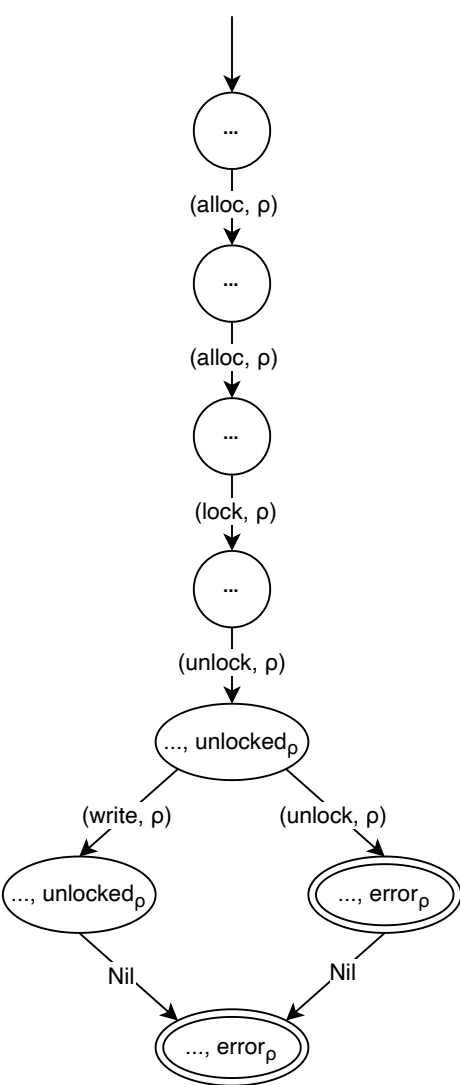 ...
(alloc, ρ)
...
(alloc, ρ)
...
(lock, ρ)
...
(unlock, ρ)
..., unlockedρ
(write, ρ)
(unlock, ρ)
..., unlockedρ
..., errorρ
Nil
Nil
..., errorρ